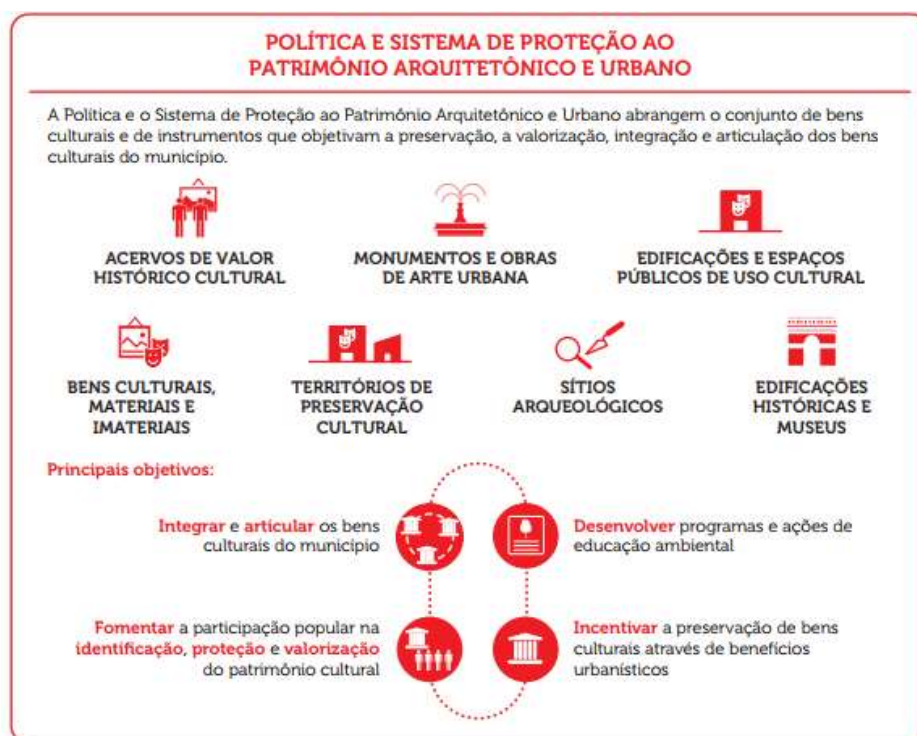 POLÍTICA E SISTEMA DE PROTEÇÃO AO
PATRIMÔNIO ARQUITETÔNICO E URBANO
A Política e o Sistema de Proteção ao Patrimônio Arquitetônico e Urbano abrangem o conjunto de bens
culturais e de instrumentos que objetivam a preservação, a valorização, integração e articulação dos bens
culturais do município.
ACERVOS DE VALOR
HISTÓRICO CULTURAL
MONUMENTOS E OBRAS
DE ARTE URBANA
EDIFICAÇÕES E ESPAÇOS
PÚBLICOS DE USO CULTURAL
BENS CULTURAIS,
MATERIAIS E
IMATERIAIS
TERRITÓRIOS DE
PRESERVAÇÃO
CULTURAL
SÍTIOS
ARQUEOLÓGICOS
EDIFICAÇÕES
HISTÓRICAS E
MUSEUS
Principais objetivos:
Integrar e articular os bens
culturais do município
Desenvolver programas e ações de
educação ambiental
Fomentar a participação popular na
identificação, proteção e valorização
do patrimônio cultural
Incentivar a preservação de bens
culturais através de benefícios
urbanísticos